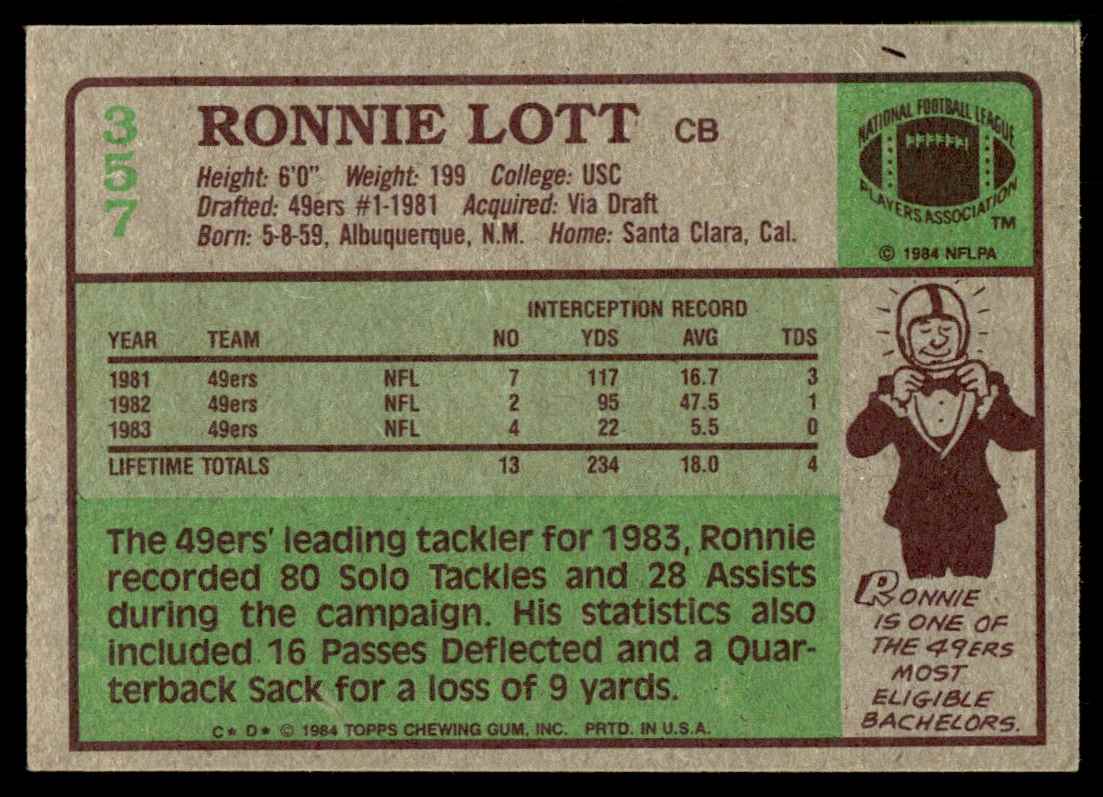 357
RONNIE LOTT CB
Height: 6'0" Weight: 199 College: USC
Drafted: 49ers #1-1981 Acquired: Via Draft
Born: 5-8-59, Albuquerque, N.M. Home: Santa Clara, Cal.
NATIONAL FOOTBALL LEAGUE
PLAYERS ASSOCIATION
TM
© 1984 NFLPA
INTERCEPTION RECORD
YEAR TEAM NO YDS AVG TDS
1981 49ers NFL 7 117 16.7 3
1982 49ers NFL 2 95 47.5 1
1983 49ers NFL 4 22 5.5 0
LIFETIME TOTALS 13 234 18.0 4
The 49ers' leading tackler for 1983, Ronnie
recorded 80 Solo Tackles and 28 Assists
during the campaign. His statistics also
included 16 Passes Deflected and a Quar-
terback Sack for a loss of 9 yards.
C* D* © 1984 TOPPS CHEWING GUM, INC. PRTD. IN U.S.A.
RONNIE
IS ONE OF
THE 49ERS
MOST
ELIGIBLE
BACHELORS.